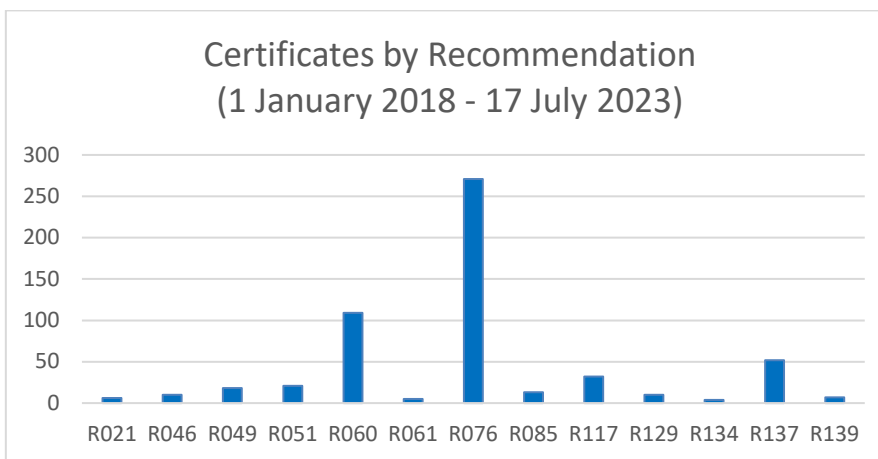 Certificates by Recommendation
(1 January 2018 - 17 July 2023)
300
250
200
150
100
50
0
R021 R046 R049 R051 R060 R061 R076 R085 R117 R129 R134 R137 R139